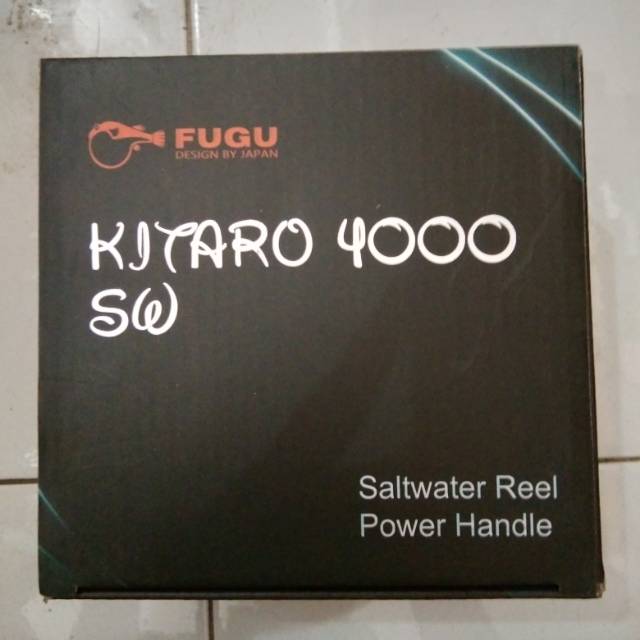 FUGU
DESIGN BY JAPAN
KITARO 4000
SW
Saltwater Reel
Power Handle